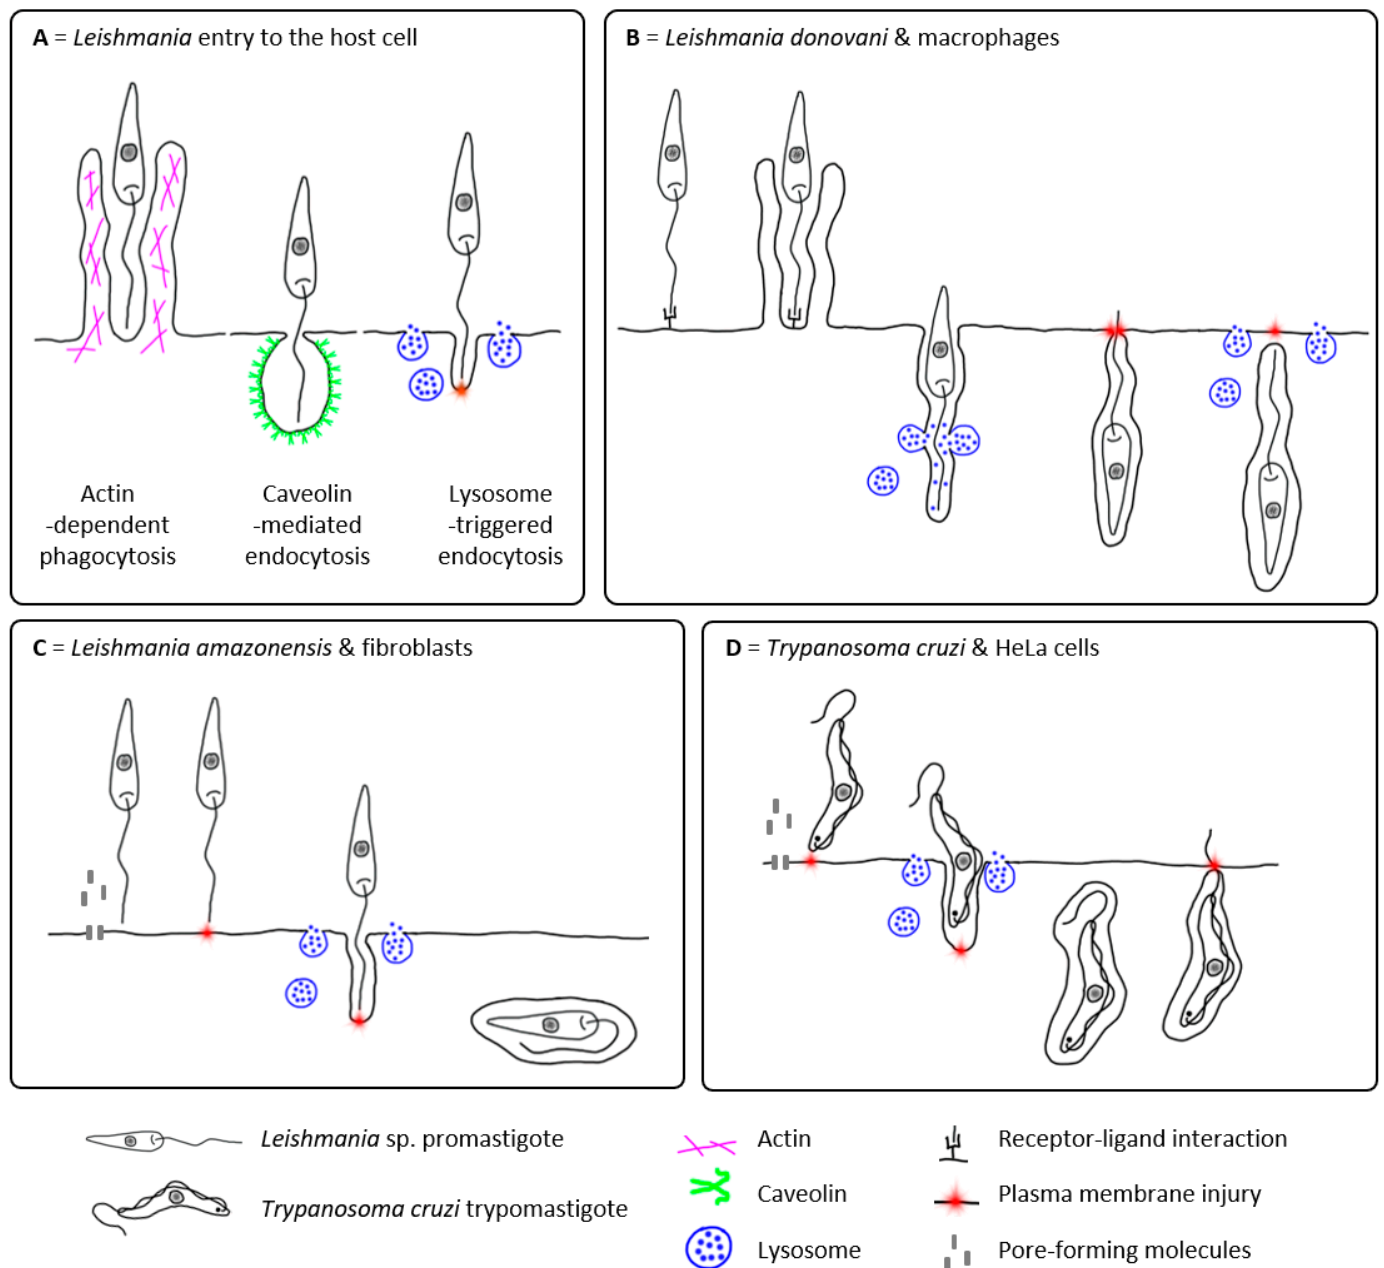 A = Leishmania entry to the host cell
Actin
-dependent
phagocytosis
Caveolin
-mediated
endocytosis
Lysosome
-triggered
endocytosis
B = Leishmania donovani & macrophages
C = Leishmania amazonensis & fibroblasts
D = Trypanosoma cruzi & HeLa cells
Leishmania sp. promastigote
Trypanosoma cruzi trypomastigote
Actin
Caveolin
Lysosome
Receptor-ligand interaction
Plasma membrane injury
Pore-forming molecules